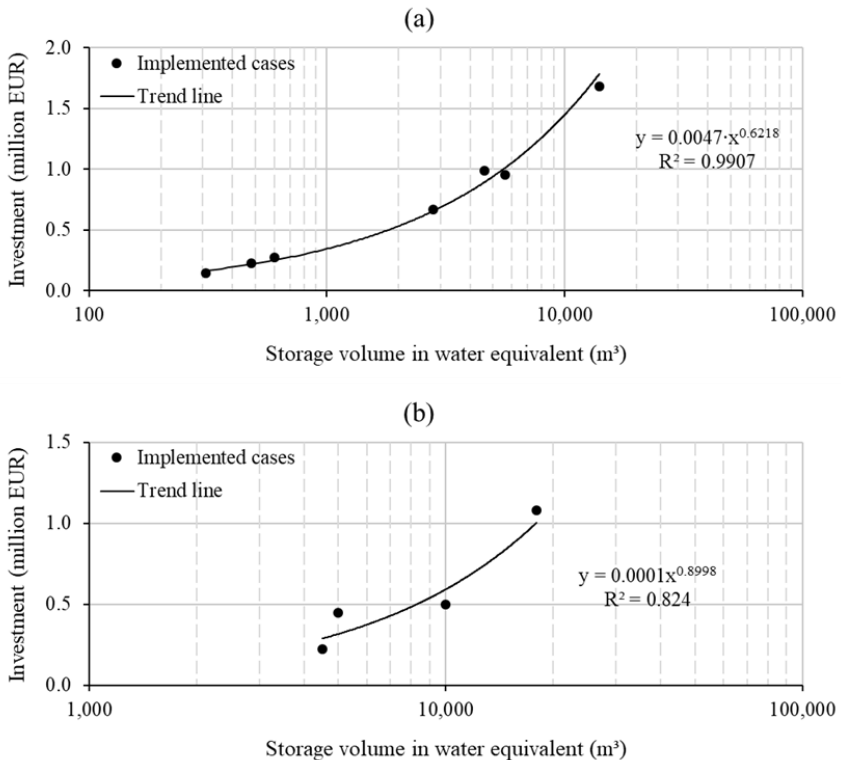 (a)
Investment (million EUR)
2.0
1.5
1.0
0.5
0.0
Implemented cases
Trend line
y = 0.0047·x^0.6218
R² = 0.9907
100
1,000
10,000
100,000
Storage volume in water equivalent (m³)
(b)
Investment (million EUR)
1.5
1.0
0.5
0.0
Implemented cases
Trend line
y = 0.0001x^0.8998
R² = 0.824
1,000
10,000
100,000
Storage volume in water equivalent (m³)